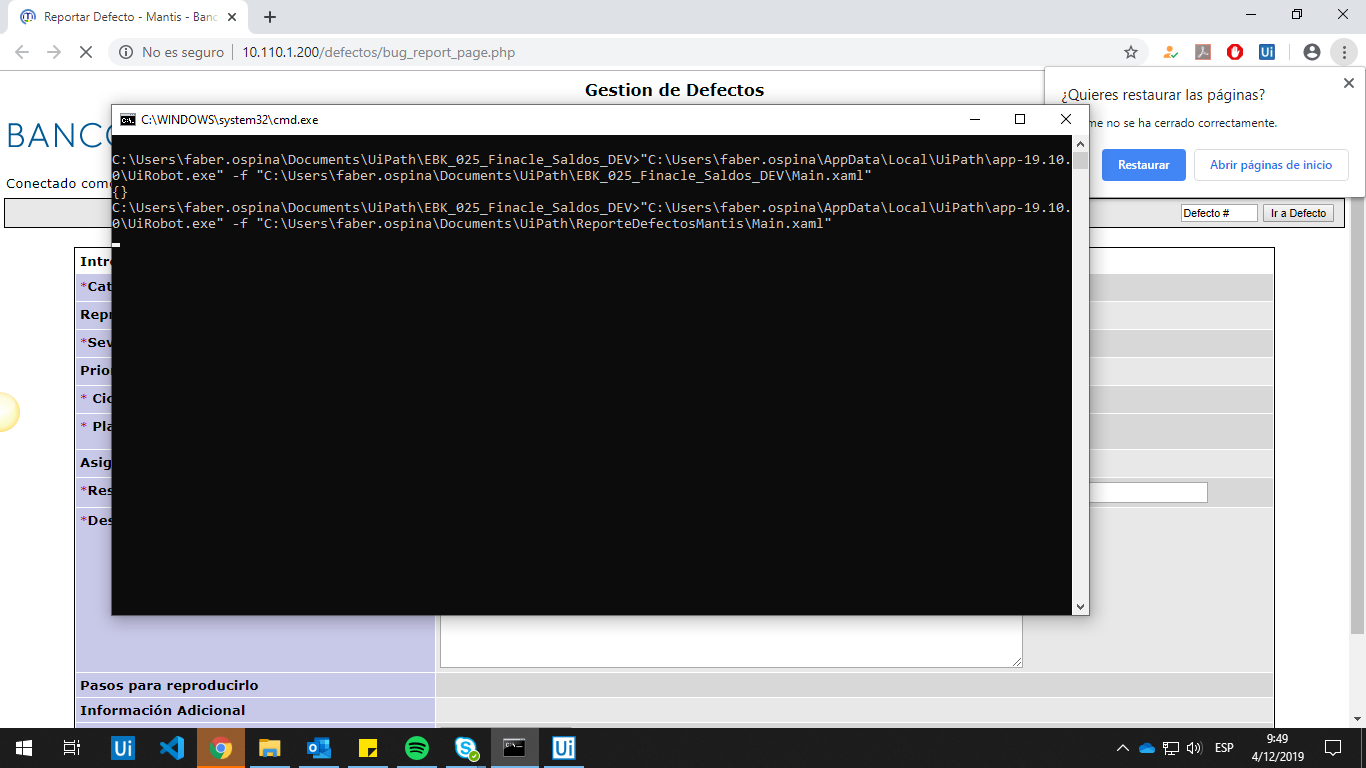 Reportar Defecto - Mantis - Banc
No es seguro
10.110.1.200/defectos/bug_report_page.php
Gestion de Defectos
¿Quieres restaurar las páginas?
me no se ha cerrado correctamente.
Restaurar
Abrir páginas de inicio
BANCO
Conectado com
Defecto #
Ir a Defecto
C:\WINDOWS\system32\cmd.exe
C:\Users\faber.ospina\Documents\UiPath\EBK_025_Finacle_Saldos_DEV>"C:\Users\faber.ospina\AppData\Local\UiPath\app-19.10.
0\UiRobot.exe" -f "C:\Users\faber.ospina\Documents\UiPath\EBK_025_Finacle_Saldos_DEV\Main.xaml"
{}
C:\Users\faber.ospina\Documents\UiPath\EBK_025_Finacle_Saldos_DEV>"C:\Users\faber.ospina\AppData\Local\UiPath\app-19.10.
0\UiRobot.exe" -f "C:\Users\faber.ospina\Documents\UiPath\ReporteDefectosMantis\Main.xaml"
Intr
*Cat
Repr
*Sev
Prio
* Cic
* Pla
Asig
*Res
*Des
Pasos para reproducirlo
Información Adicional
Ui
Ui
ESP
9:49
4/12/2019